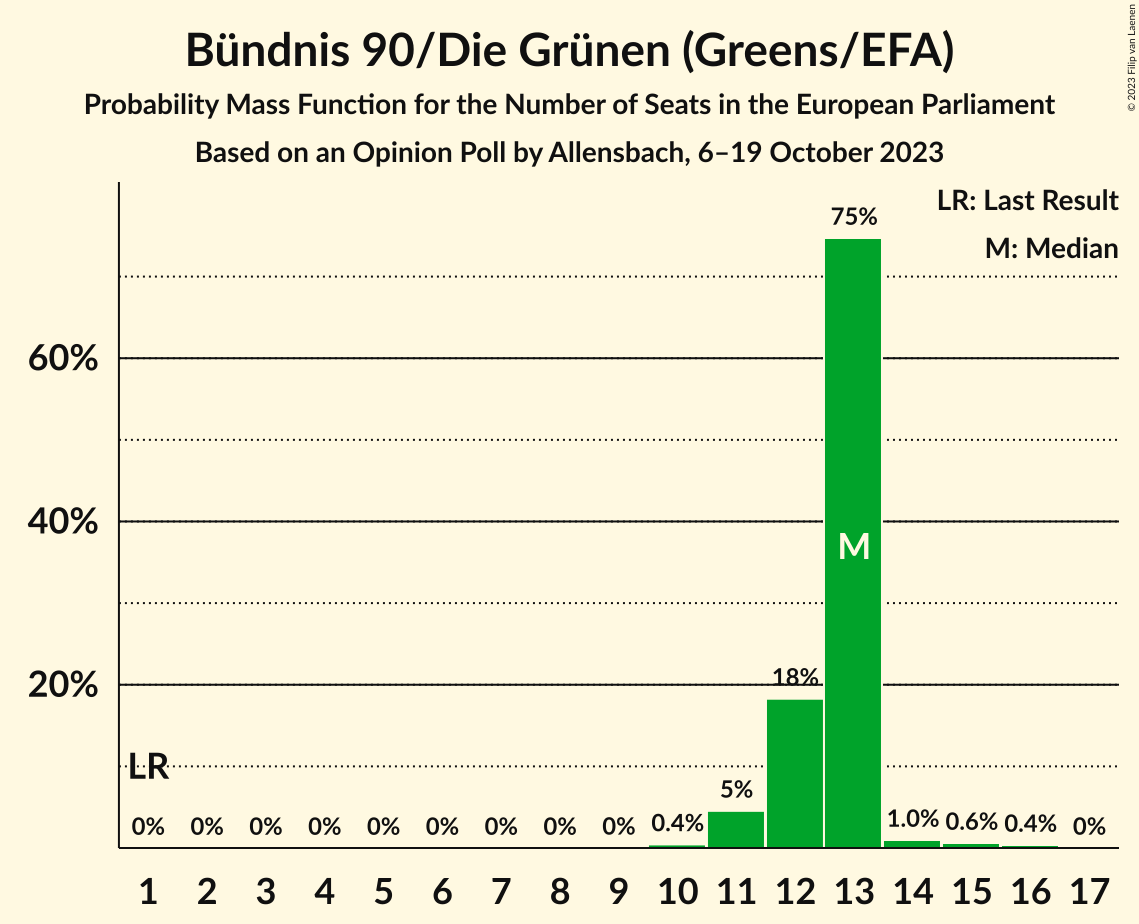 Bündnis 90/Die Grünen (Greens/EFA)
Probability Mass Function for the Number of Seats in the European Parliament
Based on an Opinion Poll by Allensbach, 6–19 October 2023
© 2023 Filip van Laenen
LR: Last Result
M: Median
75%
60%
40%
M
20%
18%
LR
5%
0% 0% 0% 0% 0% 0% 0% 0% 0% 0.4% 1.0% 0.6% 0.4% 0%
1 2 3 4 5 6 7 8 9 10 11 12 13 14 15 16 17